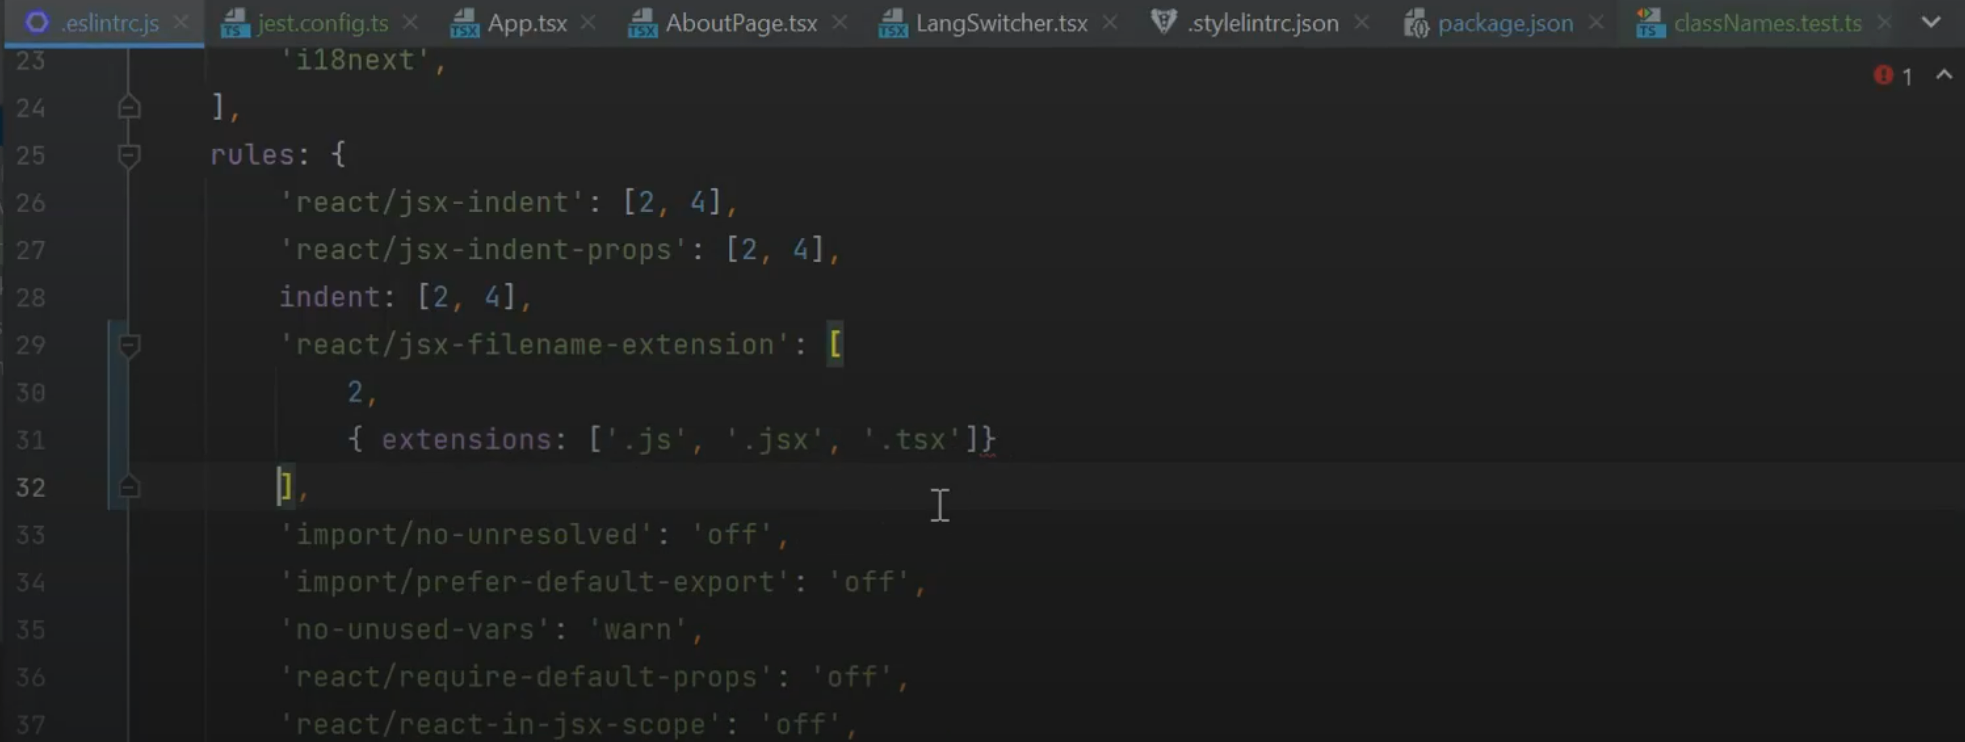 .eslintrc.js jest.config.ts App.tsx AboutPage.tsx LangSwitcher.tsx .stylelintrc.json package.json classNames.test.ts
1
23 'i18next',
24 ],
25 rules: {
26 'react/jsx-indent': [2, 4],
27 'react/jsx-indent-props': [2, 4],
28 indent: [2, 4],
29 'react/jsx-filename-extension': [
30 2,
31 { extensions: ['.js', '.jsx', '.tsx']}
32 ],
33 'import/no-unresolved': 'off',
34 'import/prefer-default-export': 'off',
35 'no-unused-vars': 'warn',
36 'react/require-default-props': 'off',
37 'react/react-in-jsx-scope': 'off',